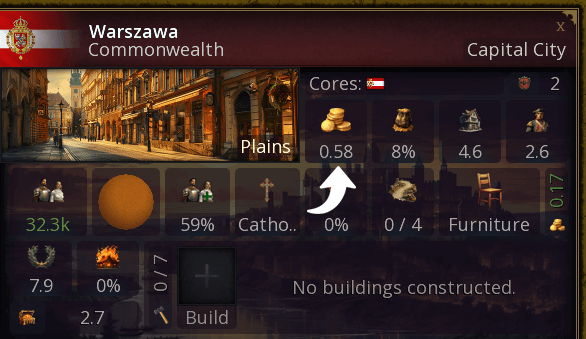 Warszawa
x
Commonwealth
Capital City
Cores:
2
Plains
0.58
8%
4.6
2.6
32.3k
59%
Catho..
0%
0 / 4
Furniture
0.17
7.9
0%
0 / 7
No buildings constructed.
2.7
Build